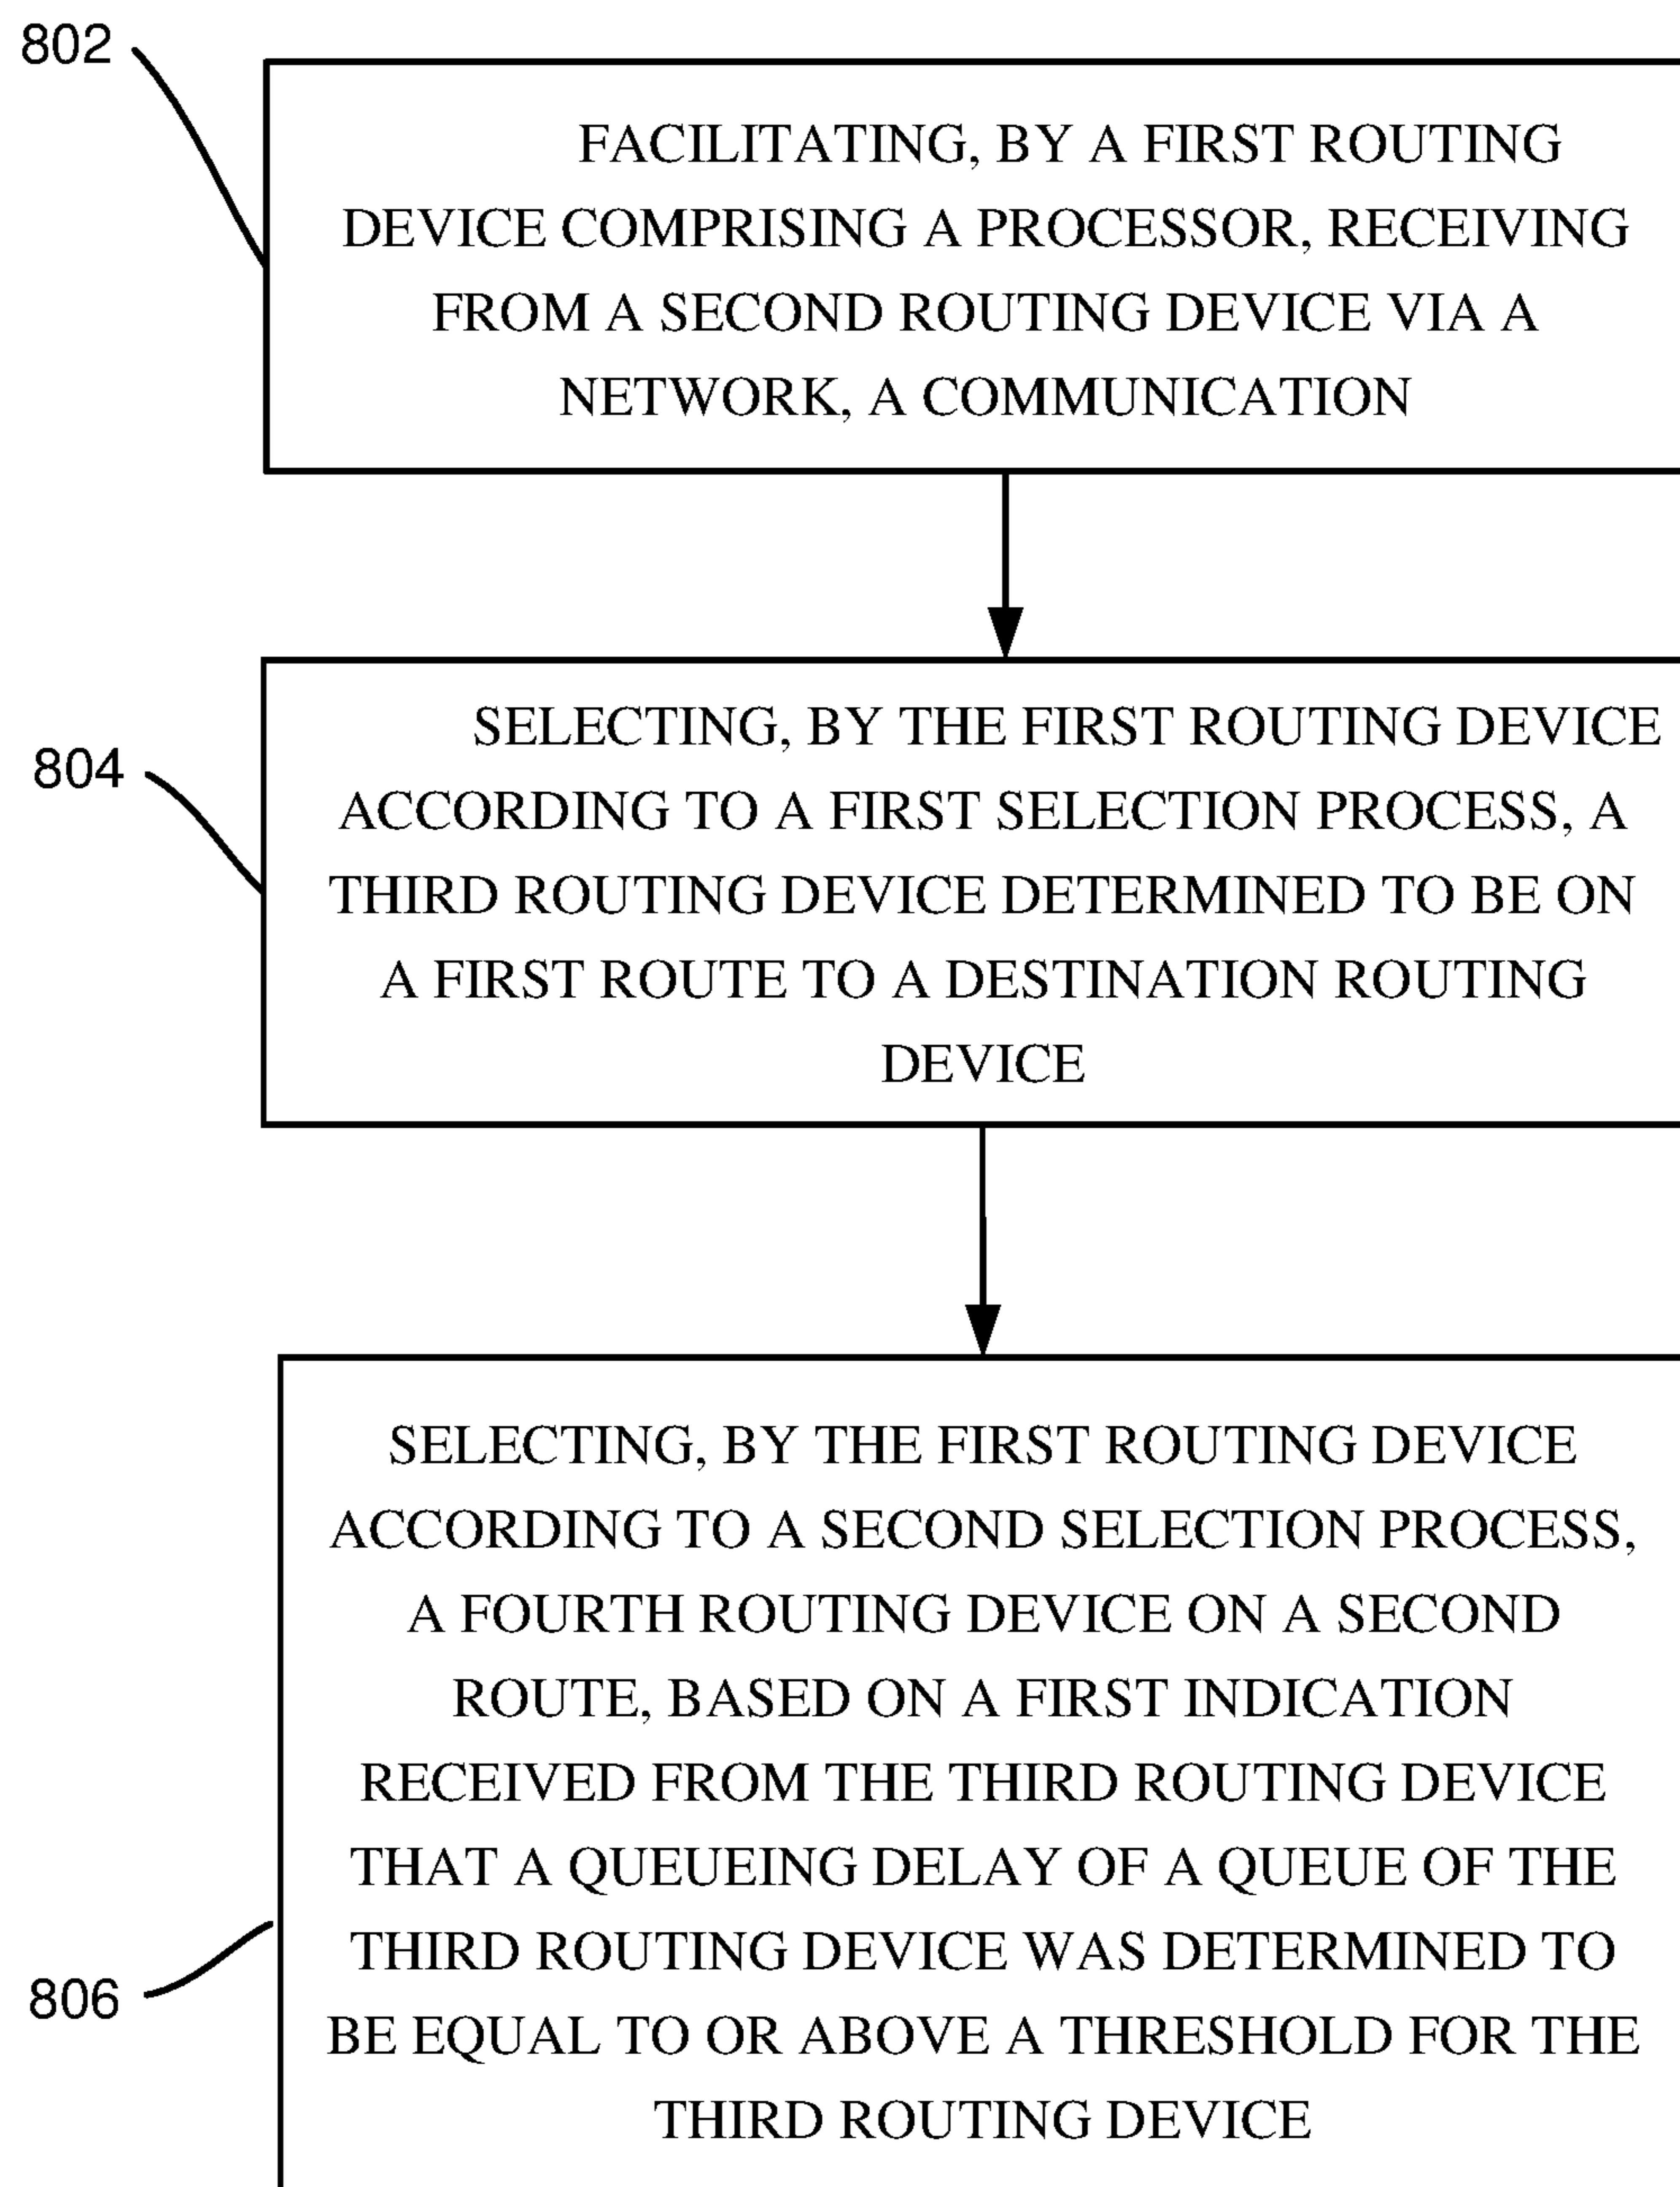 802
FACILITATING, BY A FIRST ROUTING
DEVICE COMPRISING A PROCESSOR, RECEIVING
FROM A SECOND ROUTING DEVICE VIA A
NETWORK, A COMMUNICATION
804
SELECTING, BY THE FIRST ROUTING DEVICE
ACCORDING TO A FIRST SELECTION PROCESS, A
THIRD ROUTING DEVICE DETERMINED TO BE ON
A FIRST ROUTE TO A DESTINATION ROUTING
DEVICE
806
SELECTING, BY THE FIRST ROUTING DEVICE
ACCORDING TO A SECOND SELECTION PROCESS,
A FOURTH ROUTING DEVICE ON A SECOND
ROUTE, BASED ON A FIRST INDICATION
RECEIVED FROM THE THIRD ROUTING DEVICE
THAT A QUEUEING DELAY OF A QUEUE OF THE
THIRD ROUTING DEVICE WAS DETERMINED TO
BE EQUAL TO OR ABOVE A THRESHOLD FOR THE
THIRD ROUTING DEVICE